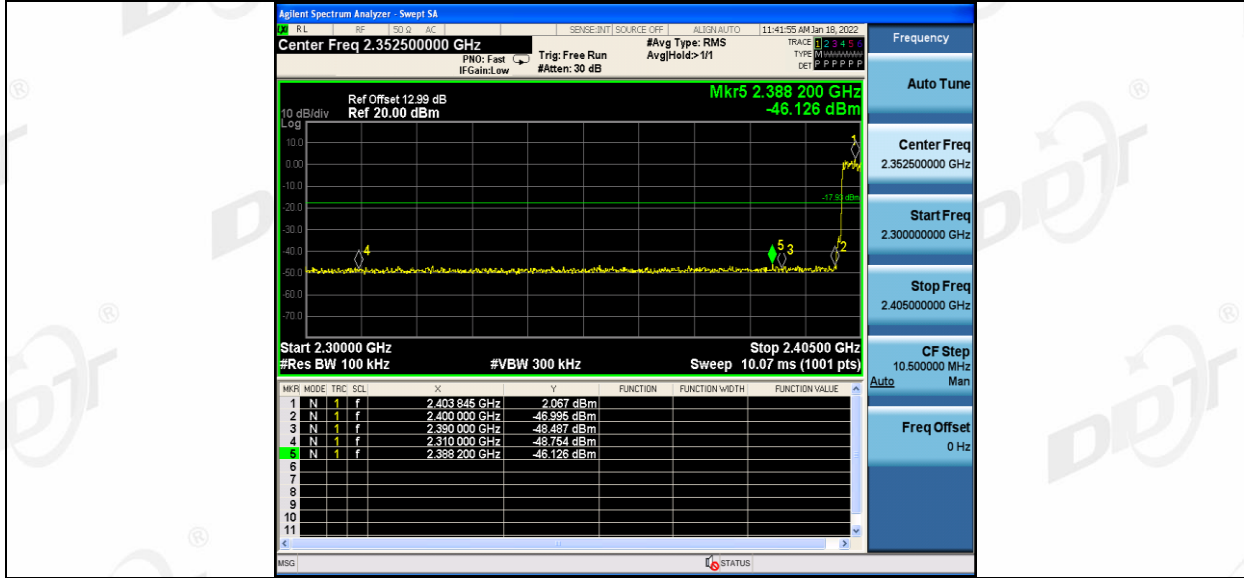 Agilent Spectrum Analyzer - Swept SA
RL RF 50 Ω AC SENSE:INT SOURCE OFF ALIGN AUTO 11:41:55 AM Jan 18, 2022
Center Freq 2.352500000 GHz
PNO: Fast
IFGain:Low
Trig: Free Run
#Atten: 30 dB
#Avg Type: RMS
Avg|Hold:>1/1
TRACE 1 2 3 4 5 6
TYPE M
DET P P P P P P
Mkr5 2.388 200 GHz
-46.126 dBm
Ref Offset 12.99 dB
10 dB/div Ref 20.00 dBm
Log
10.0
0.00
-10.0
-20.0
-30.0
-40.0
-50.0
-60.0
-70.0
1
-17.93 dBm
4
5
3
2
Start 2.30000 GHz Stop 2.40500 GHz
#Res BW 100 kHz #VBW 300 kHz Sweep 10.07 ms (1001 pts)
MKR MODE TRC SCL X Y FUNCTION FUNCTION WIDTH FUNCTION VALUE
1 N 1 f 2.403 845 GHz 2.067 dBm
2 N 1 f 2.400 000 GHz -46.995 dBm
3 N 1 f 2.390 000 GHz -48.487 dBm
4 N 1 f 2.310 000 GHz -48.754 dBm
5 N 1 f 2.388 200 GHz -46.126 dBm
6
7
8
9
10
11
MSG STATUS
Frequency
Auto Tune
Center Freq
2.352500000 GHz
Start Freq
2.300000000 GHz
Stop Freq
2.405000000 GHz
CF Step
10.500000 MHz
Auto Man
Freq Offset
0 Hz
DDT
®